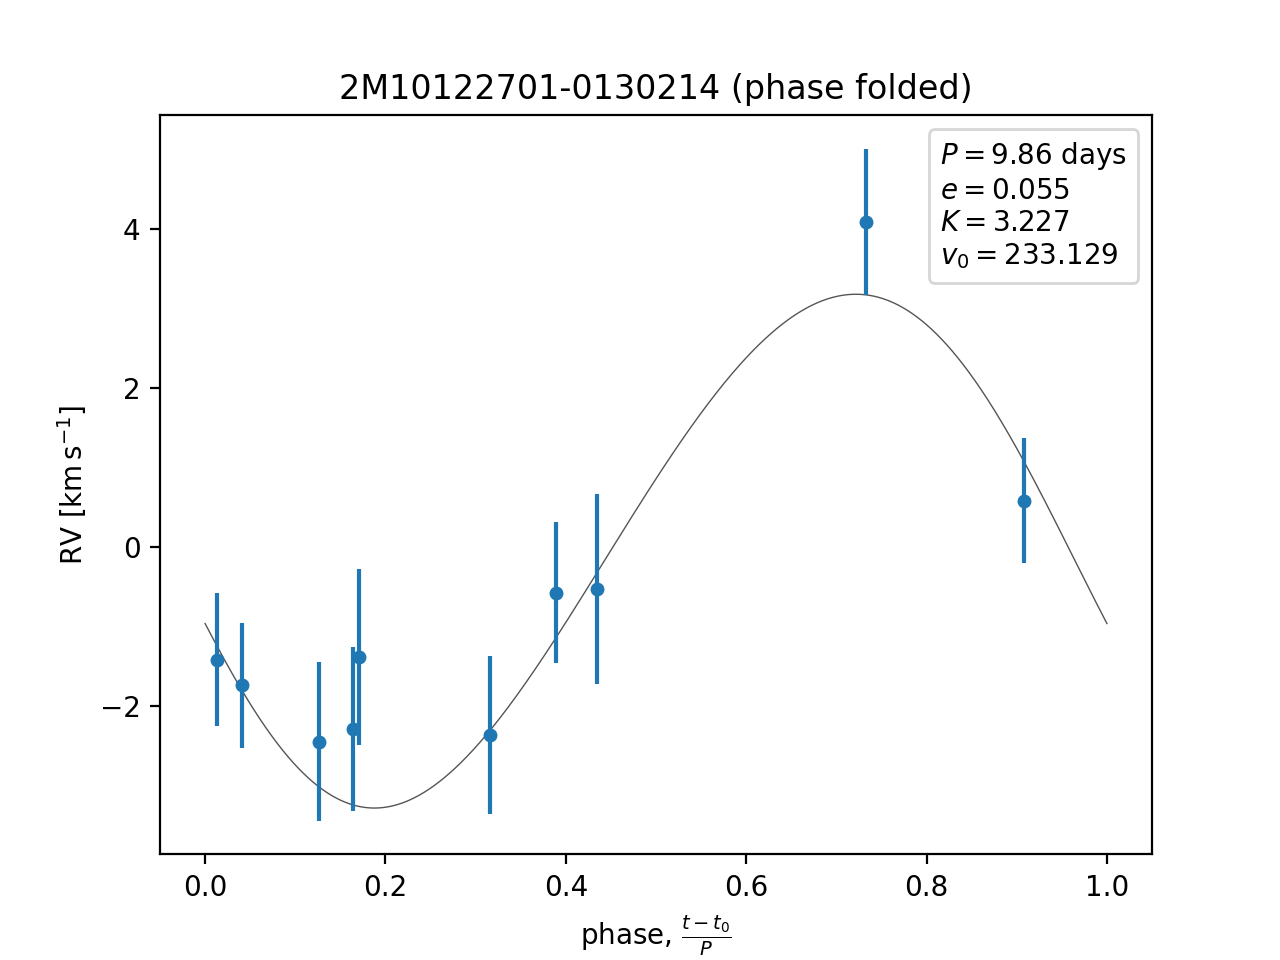 2M10122701-0130214 (phase folded)
P = 9.86 days
e = 0.055
K = 3.227
v₀ = 233.129
RV [km s⁻¹]
4
2
0
−2
0.0 0.2 0.4 0.6 0.8 1.0
phase, (t − t₀)/P